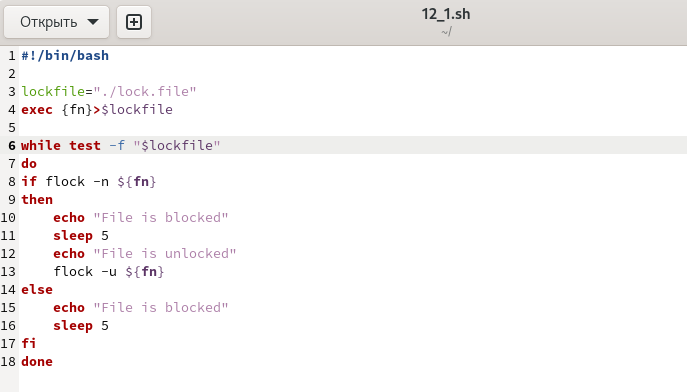 Открыть
12_1.sh
~/
1 #!/bin/bash
2
3 lockfile="./lock.file"
4 exec {fn}>$lockfile
5
6 while test -f "$lockfile"
7 do
8 if flock -n ${fn}
9 then
10     echo "File is blocked"
11     sleep 5
12     echo "File is unlocked"
13     flock -u ${fn}
14 else
15     echo "File is blocked"
16     sleep 5
17 fi
18 done